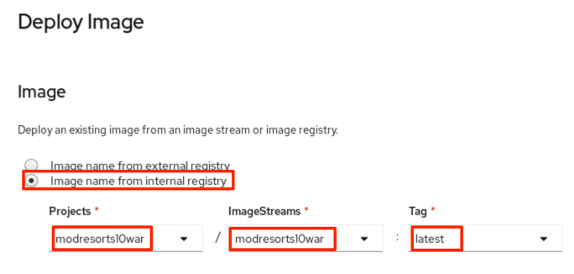 Deploy Image
Image
Deploy an existing image from an image stream or image registry.
Image name from external registry
Image name from internal registry
Projects * ImageStreams * Tag *
modresorts10war / modresorts10war : latest